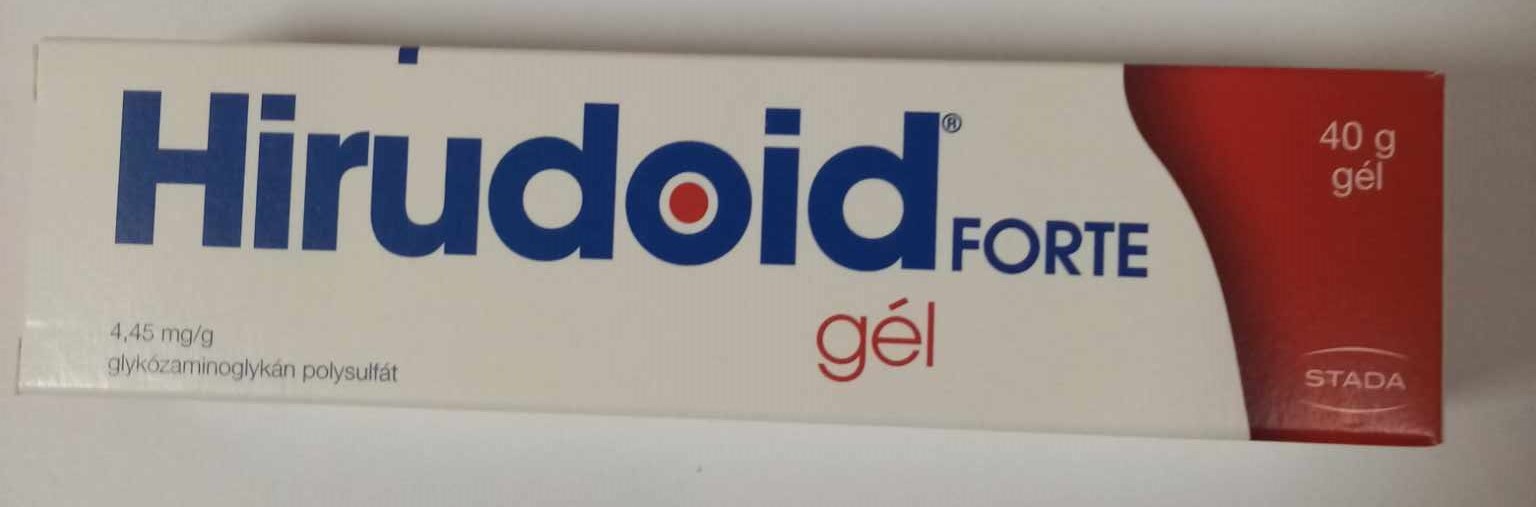 Hirudoid® FORTE
gél
4,45 mg/g
glykózaminoglykán polysulfát
40 g
gél
STADA